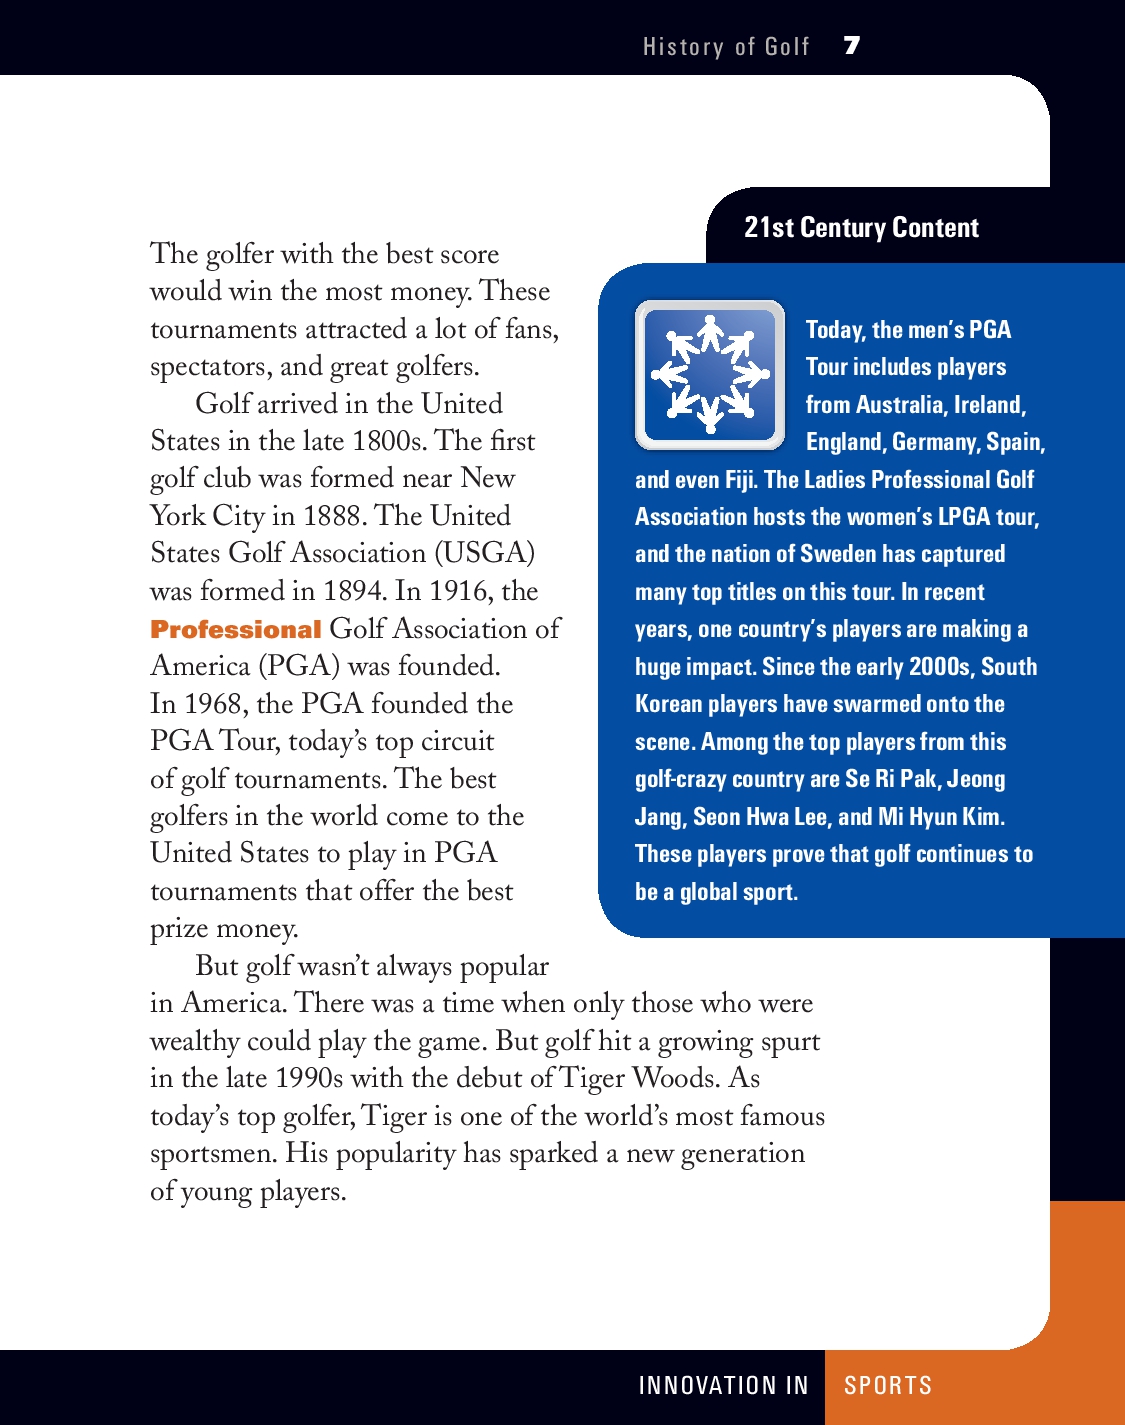 History of Golf 7
The golfer with the best score
would win the most money. These
tournaments attracted a lot of fans,
spectators, and great golfers.
Golf arrived in the United
States in the late 1800s. The first
golf club was formed near New
York City in 1888. The United
States Golf Association (USGA)
was formed in 1894. In 1916, the
Professional Golf Association of
America (PGA) was founded.
In 1968, the PGA founded the
PGA Tour, today’s top circuit
of golf tournaments. The best
golfers in the world come to the
United States to play in PGA
tournaments that offer the best
prize money.
But golf wasn’t always popular
in America. There was a time when only those who were
wealthy could play the game. But golf hit a growing spurt
in the late 1990s with the debut of Tiger Woods. As
today’s top golfer, Tiger is one of the world’s most famous
sportsmen. His popularity has sparked a new generation
of young players.
21st Century Content
Today, the men’s PGA
Tour includes players
from Australia, Ireland,
England, Germany, Spain,
and even Fiji. The Ladies Professional Golf
Association hosts the women’s LPGA tour,
and the nation of Sweden has captured
many top titles on this tour. In recent
years, one country’s players are making a
huge impact. Since the early 2000s, South
Korean players have swarmed onto the
scene. Among the top players from this
golf-crazy country are Se Ri Pak, Jeong
Jang, Seon Hwa Lee, and Mi Hyun Kim.
These players prove that golf continues to
be a global sport.
INNOVATION IN SPORTS